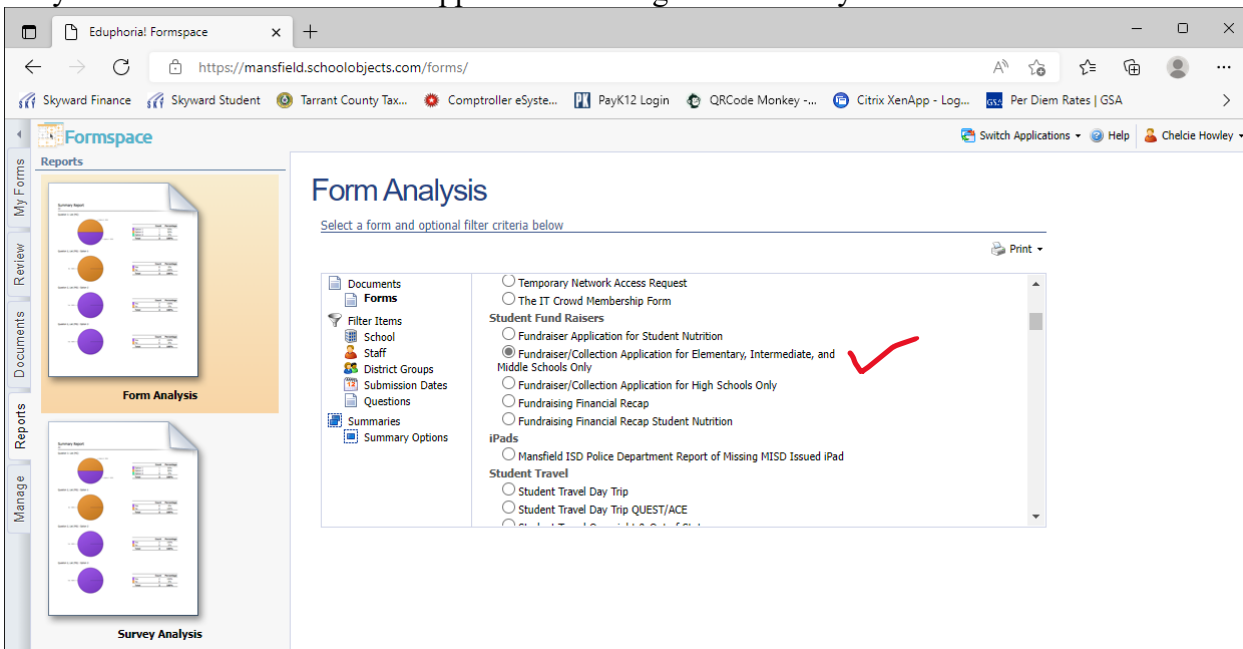 Eduphoria! Formspace
https://mansfield.schoolobjects.com/forms/
Skyward Finance Skyward Student Tarrant County Tax... Comptroller eSyste... PayK12 Login QRCode Monkey -... Citrix XenApp - Log... Per Diem Rates | GSA
Formspace
Switch Applications Help Chelcie Howley
My Forms
Review
Documents
Reports
Manage
Reports
Form Analysis
Survey Analysis
Form Analysis
Select a form and optional filter criteria below
Print
Documents
Forms
Filter Items
School
Staff
District Groups
Submission Dates
Questions
Summaries
Summary Options
Temporary Network Access Request
The IT Crowd Membership Form
Student Fund Raisers
Fundraiser Application for Student Nutrition
Fundraiser/Collection Application for Elementary, Intermediate, and
Middle Schools Only
Fundraiser/Collection Application for High Schools Only
Fundraising Financial Recap
Fundraising Financial Recap Student Nutrition
iPads
Mansfield ISD Police Department Report of Missing MISD Issued iPad
Student Travel
Student Travel Day Trip
Student Travel Day Trip QUEST/ACE